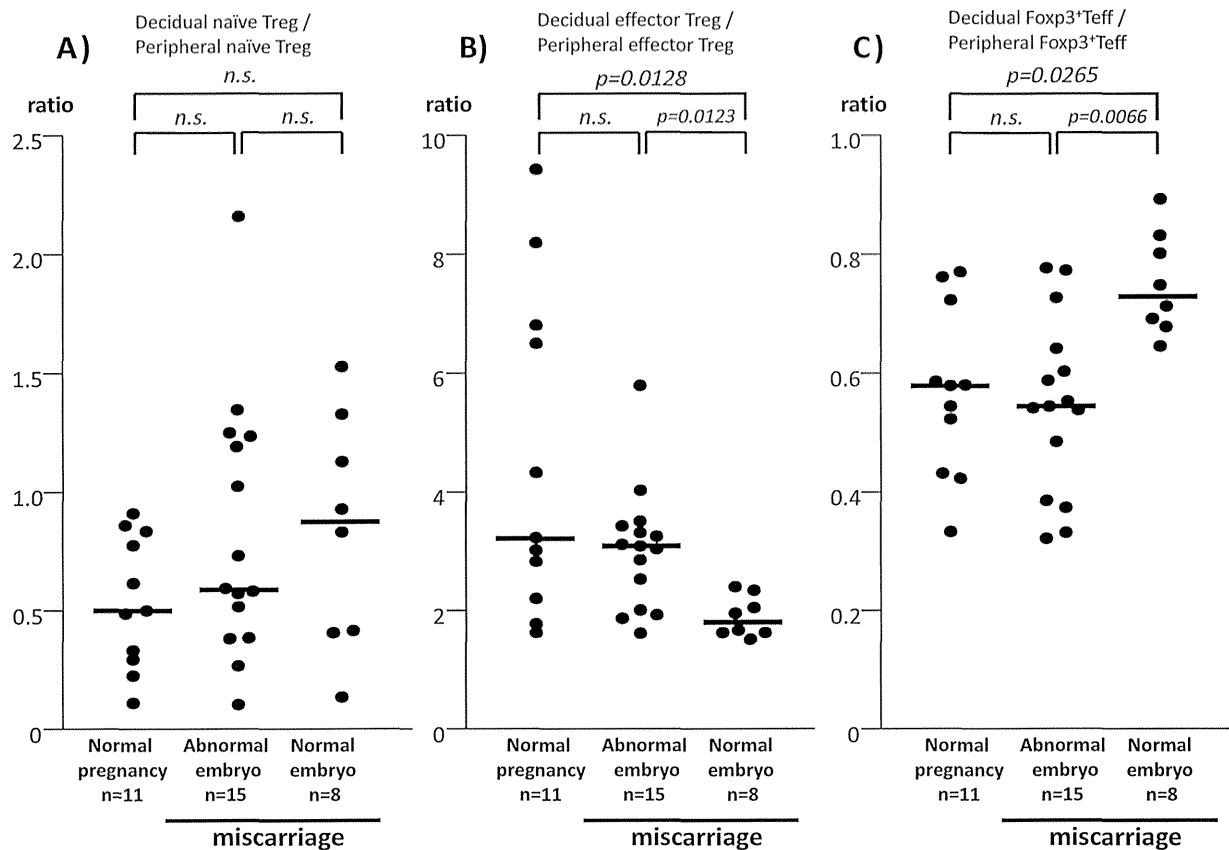 A)
Decidual naïve Treg /
Peripheral naïve Treg
n.s.
ratio
n.s.
n.s.
2.5
2.0
1.5
1.0
0.5
0
Normal
pregnancy
n=11
Abnormal
embryo
n=15
Normal
embryo
n=8
miscarriage
B)
Decidual effector Treg /
Peripheral effector Treg
p=0.0128
ratio
n.s.
p=0.0123
10
8
6
4
2
0
Normal
pregnancy
n=11
Abnormal
embryo
n=15
Normal
embryo
n=8
miscarriage
C)
Decidual Foxp3⁺Teff /
Peripheral Foxp3⁺Teff
p=0.0265
ratio
n.s.
p=0.0066
1.0
0.8
0.6
0.4
0.2
0
Normal
pregnancy
n=11
Abnormal
embryo
n=15
Normal
embryo
n=8
miscarriage